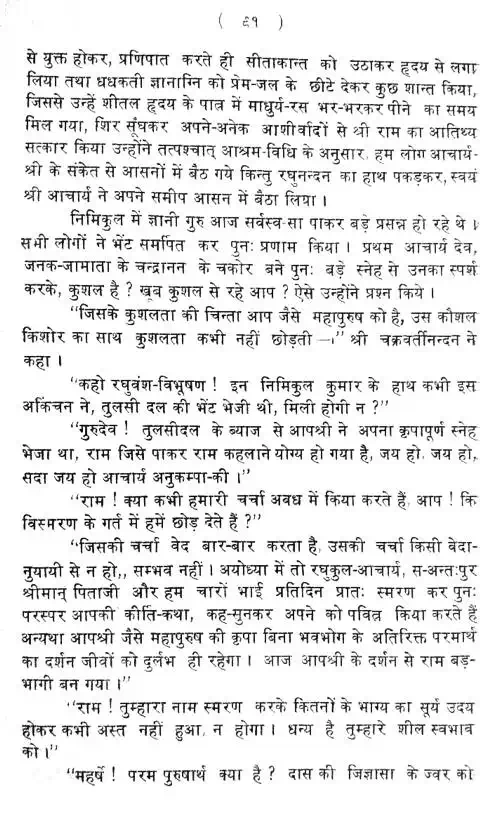 ( ६१ )
से युक्त होकर, प्रणिपात करते ही सीताकान्त को उठाकर हृदय से लगा
लिया तथा धधकती ज्ञानाग्नि को प्रेम-जल के छीटे देकर कुछ शान्त किया,
जिससे उन्हें शीतल हृदय के पात्र में माधुर्य-रस भर-भरकर पीने का समय
मिल गया, शिर सूँघकर अपने-अनेक आशीर्वादों से श्री राम का आतिथ्य
सत्कार किया उन्होंने तत्पश्चात् आश्रम-विधि के अनुसार, हम लोग आचार्य-
श्री के संकेत से आसनों में बैठ गये किन्तु रघुनन्दन का हाथ पकड़कर, स्वयं
श्री आचार्य ने अपने समीप आसन में बैठा लिया ।
निमिकुल में ज्ञानी गुरु आज सर्वस्व-सा पाकर बड़े प्रसन्न हो रहे थे ।
सभी लोगों ने भेंट समर्पित कर पुनः प्रणाम किया । प्रथम आचार्य देव,
जनक-जामाता के चन्द्रानन के चकोर बने पुनः बड़े स्नेह से उनका स्पर्श
करके, कुशल है ? खूब कुशल से रहे आप ? ऐसे उन्होंने प्रश्न किये ।
"जिसके कुशलता की चिन्ता आप जैसे महापुरुष को है, उस कौशल
किशोर का साथ कुशलता कभी नहीं छोड़ती —।" श्री चक्रवर्तीनन्दन ने
कहा ।
"कहो रघुवंश-विभूषण ! इन निमिकुल कुमार के हाथ कभी इस
अकिंचन ने, तुलसी दल की भेंट भेजी थी, मिली होगी न ?"
"गुरुदेव ! तुलसीदल के ब्याज से आपश्री ने अपना कृपापूर्ण स्नेह
भेजा था, राम जिसे पाकर राम कहलाने योग्य हो गया है, जय हो, जय हो,
सदा जय हो आचार्य अनुकम्पा-की ।"
"राम ! क्या कभी हमारी चर्चा अवध में किया करते हैं, आप ! कि
विस्मरण के गर्त में हमें छोड़ देते हैं ?"
"जिसकी चर्चा वेद बार-बार करता है, उसकी चर्चा किसी वेदा-
नुयायी से न हो,, सम्भव नहीं । अयोध्या में तो रघुकुल-आचार्य, स-अन्तःपुर
श्रीमान् पिताजी और हम चारों भाई प्रतिदिन प्रातः स्मरण कर पुनः
परस्पर आपकी कीर्ति-कथा, कह-सुनकर अपने को पवित्र किया करते हैं
अन्यथा आपश्री जैसे महापुरुष की कृपा बिना भवभोग के अतिरिक्त परमार्थ
का दर्शन जीवों को दुर्लभ ही रहेगा । आज आपश्री के दर्शन से राम बड़-
भागी बन गया ।"
"राम ! तुम्हारा नाम स्मरण करके कितनों के भाग्य का सूर्य उदय
होकर कभी अस्त नहीं हुआ, न होगा । धन्य है तुम्हारे शील स्वभाव
को ।"
"महर्षे ! परम पुरुषार्थ क्या है ? दास की जिज्ञासा के ज्वर को